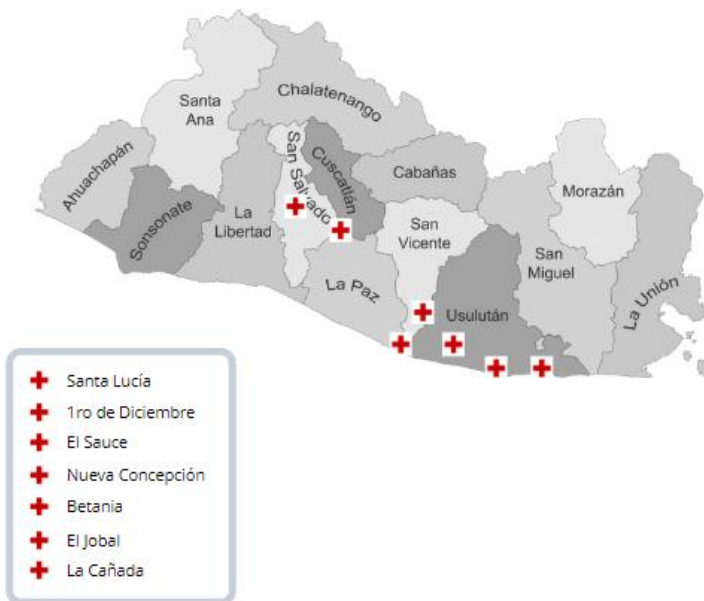 Chalatenango
Santa
Ana
Ahuachapán
Sonsonate
La
Libertad
San Salvador
Cuscatlán
Cabañas
San
Vicente
La Paz
Usulután
San
Miguel
Morazán
La Unión
Santa Lucía
1ro de Diciembre
El Sauce
Nueva Concepción
Betania
El Jobal
La Cañada